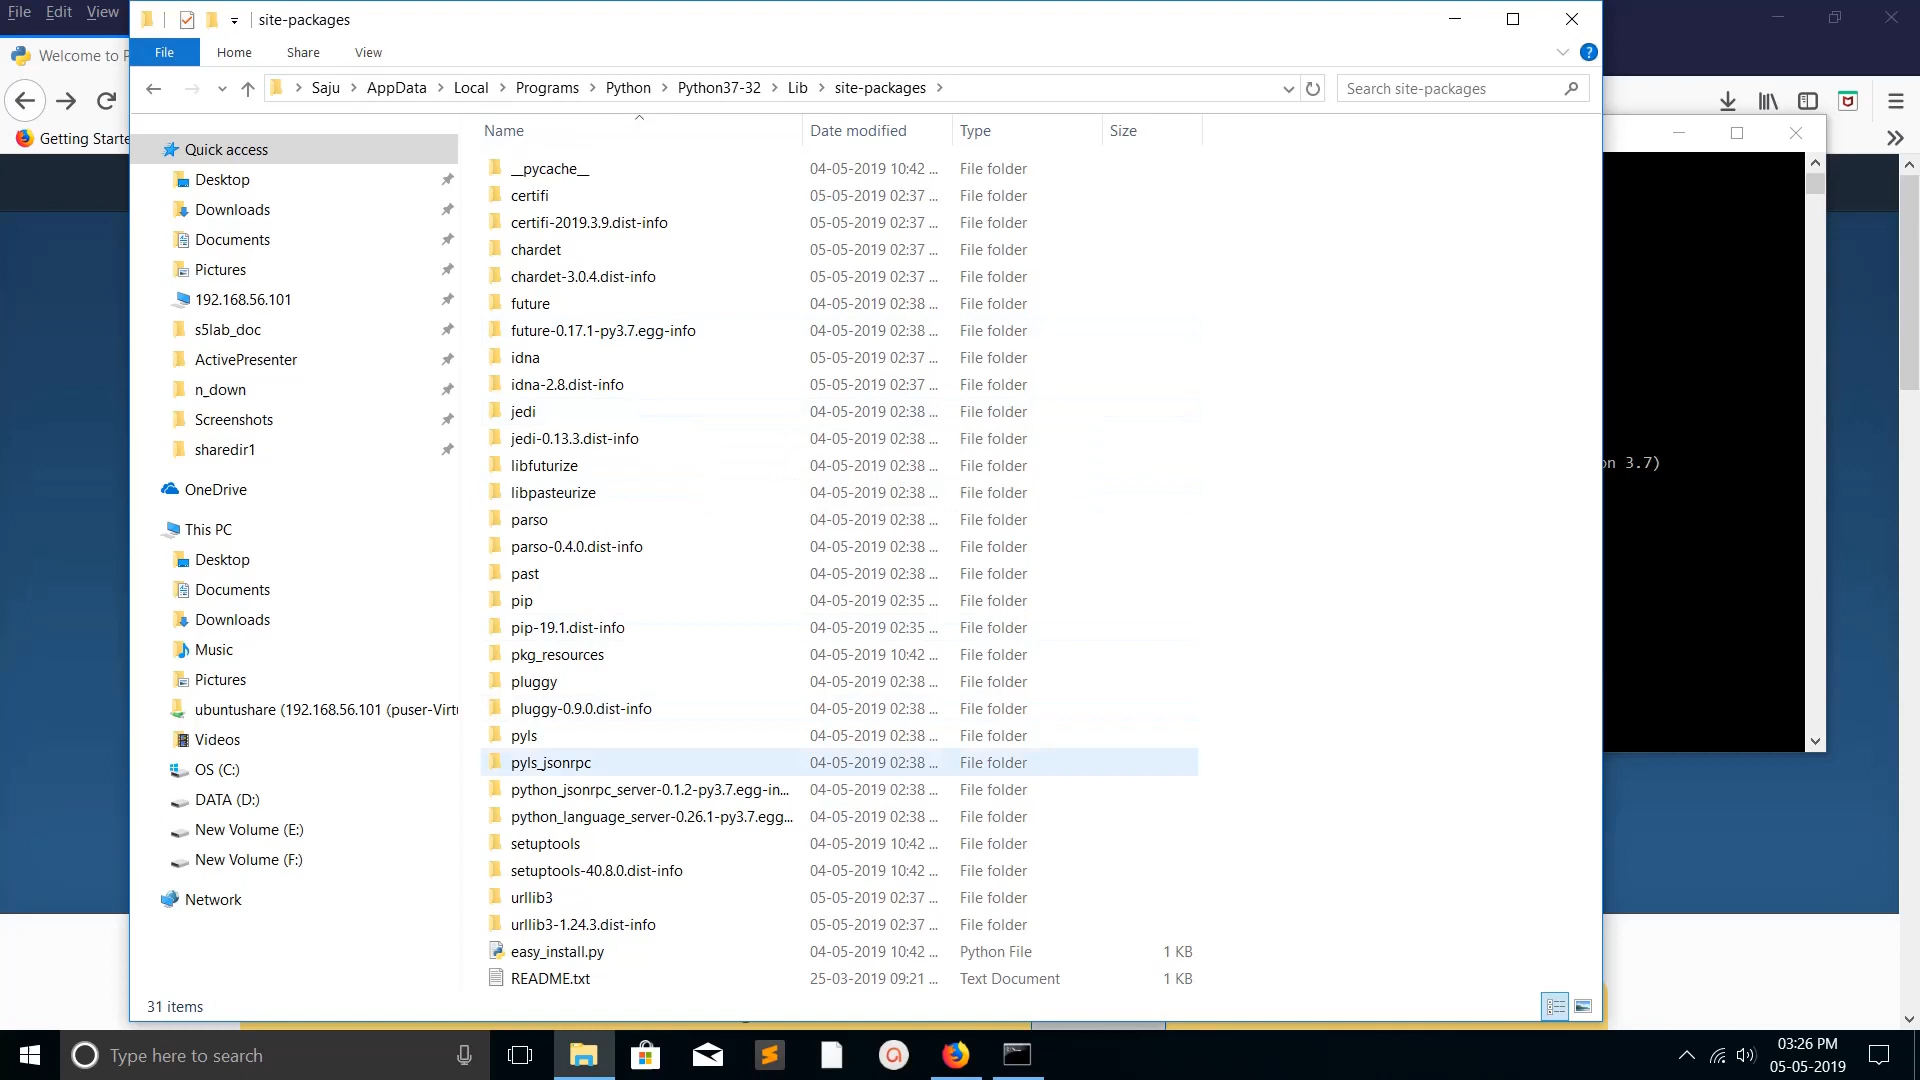 File Edit View
site-packages
Welcome to P
File Home Share View
Saju > AppData > Local > Programs > Python > Python37-32 > Lib > site-packages >
Search site-packages
Getting Starte
Name Date modified Type Size
Quick access
Desktop
Downloads
Documents
Pictures
192.168.56.101
s5lab_doc
ActivePresenter
n_down
Screenshots
sharedir1
OneDrive
This PC
Desktop
Documents
Downloads
Music
Pictures
ubuntushare (192.168.56.101 (puser-Virtu
Videos
OS (C:)
DATA (D:)
New Volume (E:)
New Volume (F:)
Network
__pycache__ 04-05-2019 10:42 ... File folder
certifi 05-05-2019 02:37 ... File folder
certifi-2019.3.9.dist-info 05-05-2019 02:37 ... File folder
chardet 05-05-2019 02:37 ... File folder
chardet-3.0.4.dist-info 05-05-2019 02:37 ... File folder
future 04-05-2019 02:38 ... File folder
future-0.17.1-py3.7.egg-info 04-05-2019 02:38 ... File folder
idna 05-05-2019 02:37 ... File folder
idna-2.8.dist-info 05-05-2019 02:37 ... File folder
jedi 04-05-2019 02:38 ... File folder
jedi-0.13.3.dist-info 04-05-2019 02:38 ... File folder
libfuturize 04-05-2019 02:38 ... File folder
libpasteurize 04-05-2019 02:38 ... File folder
parso 04-05-2019 02:38 ... File folder
parso-0.4.0.dist-info 04-05-2019 02:38 ... File folder
past 04-05-2019 02:38 ... File folder
pip 04-05-2019 02:35 ... File folder
pip-19.1.dist-info 04-05-2019 02:35 ... File folder
pkg_resources 04-05-2019 10:42 ... File folder
pluggy 04-05-2019 02:38 ... File folder
pluggy-0.9.0.dist-info 04-05-2019 02:38 ... File folder
pyls 04-05-2019 02:38 ... File folder
pyls_jsonrpc 04-05-2019 02:38 ... File folder
python_jsonrpc_server-0.1.2-py3.7.egg-in... 04-05-2019 02:38 ... File folder
python_language_server-0.26.1-py3.7.egg... 04-05-2019 02:38 ... File folder
setuptools 04-05-2019 10:42 ... File folder
setuptools-40.8.0.dist-info 04-05-2019 10:42 ... File folder
urllib3 05-05-2019 02:37 ... File folder
urllib3-1.24.3.dist-info 05-05-2019 02:37 ... File folder
easy_install.py 04-05-2019 10:42 ... Python File 1 KB
README.txt 25-03-2019 09:21 ... Text Document 1 KB
on 3.7)
31 items
Type here to search
03:26 PM
05-05-2019